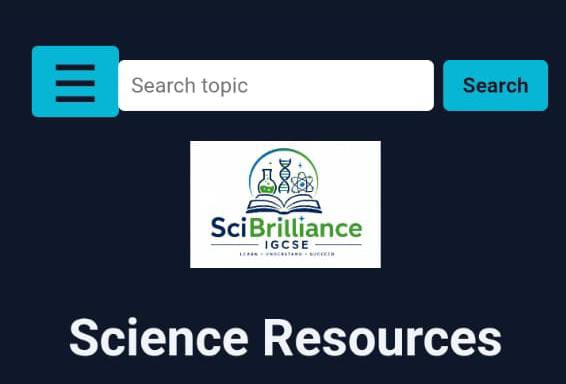 Search topic
Search
SciBrilliance
IGCSE
LEARN • UNDERSTAND • SUCCEED
Science Resources